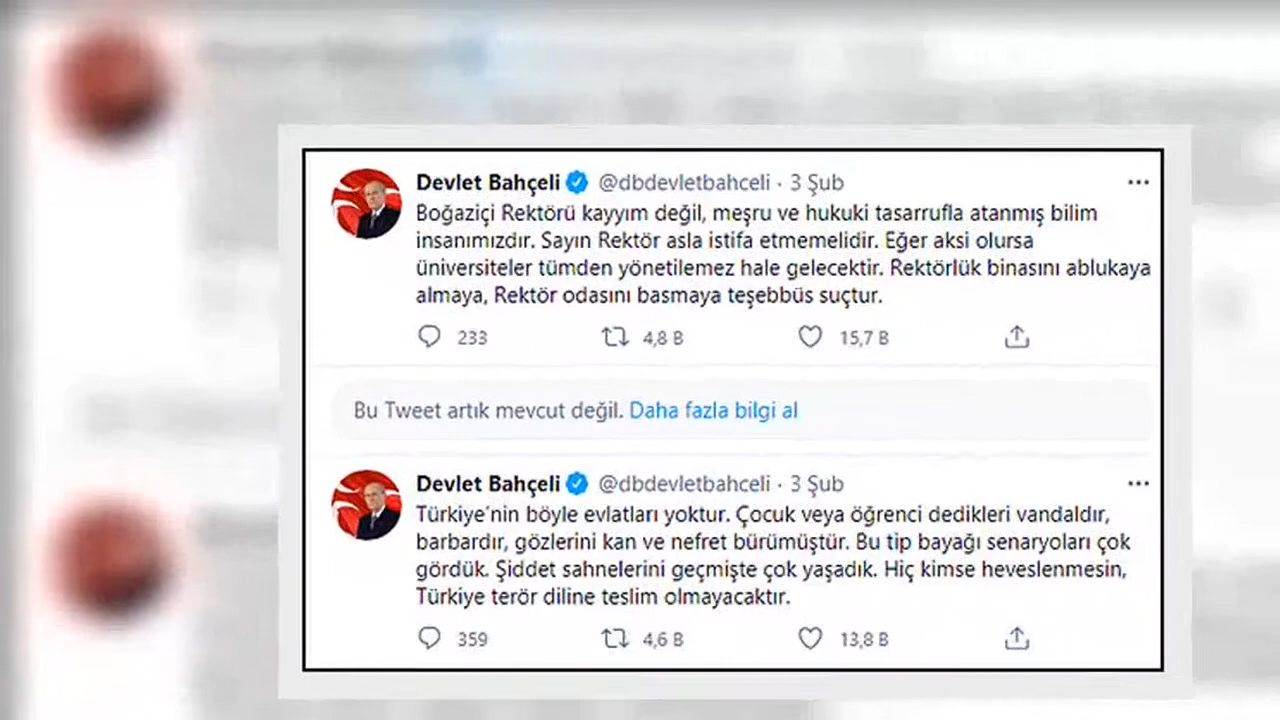 Devlet Bahçeli @dbdevletbahceli · 3 Şub
Boğaziçi Rektörü kayyım değil, meşru ve hukuki tasarrufla atanmış bilim
insanımızdır. Sayın Rektör asla istifa etmemelidir. Eğer aksi olursa
üniversiteler tümden yönetilemez hale gelecektir. Rektörlük binasını ablukaya
almaya, Rektör odasını basmaya teşebbüs suçtur.
233 4,8 B 15,7 B
Bu Tweet artık mevcut değil. Daha fazla bilgi al
Devlet Bahçeli @dbdevletbahceli · 3 Şub
Türkiye'nin böyle evlatları yoktur. Çocuk veya öğrenci dedikleri vandaldır,
barbardır, gözlerini kan ve nefret bürümüştür. Bu tip bayağı senaryoları çok
gördük. Şiddet sahnelerini geçmişte çok yaşadık. Hiç kimse heveslenmesin,
Türkiye terör diline teslim olmayacaktır.
359 4,6 B 13,8 B